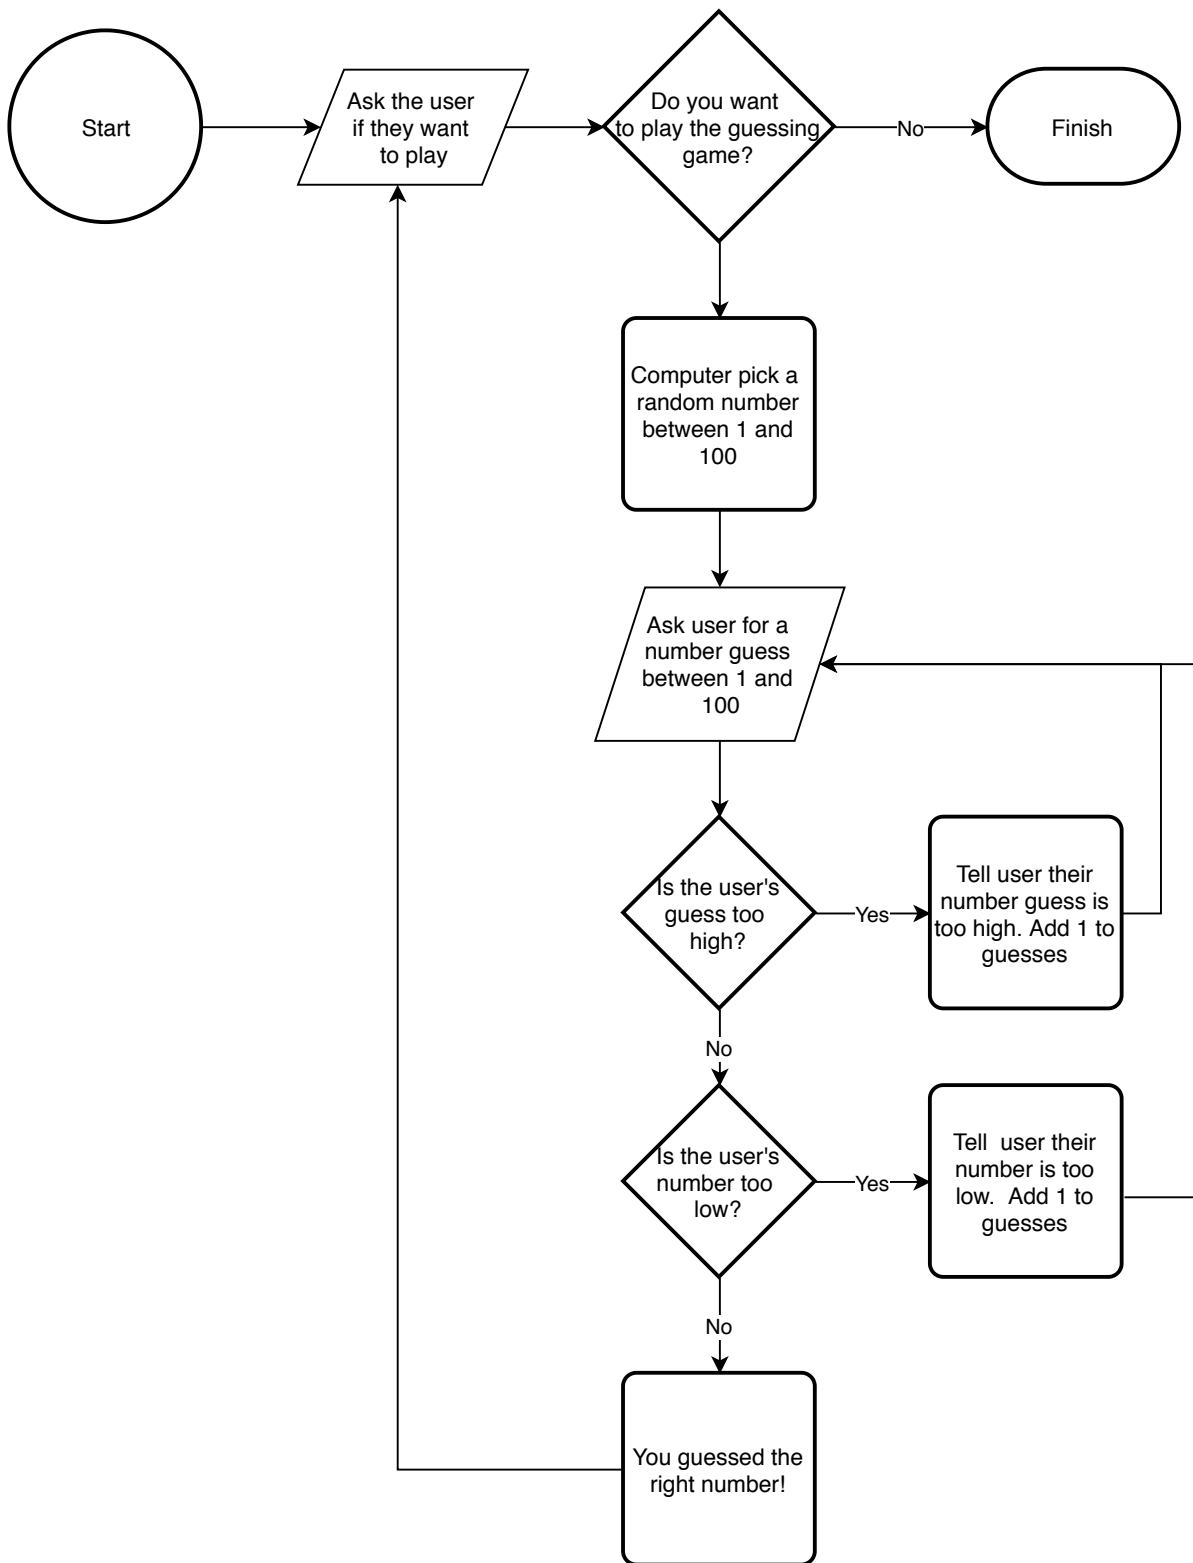 Start
Ask the user
if they want
to play
Do you want
to play the guessing
game?
No
Finish
Computer pick a
random number
between 1 and
100
Ask user for a
number guess
between 1 and
100
Is the user's
guess too
high?
Yes
Tell user their
number guess is
too high. Add 1 to
guesses
No
Is the user's
number too
low?
Yes
Tell  user their
number is too
low.  Add 1 to
guesses
No
You guessed the
right number!